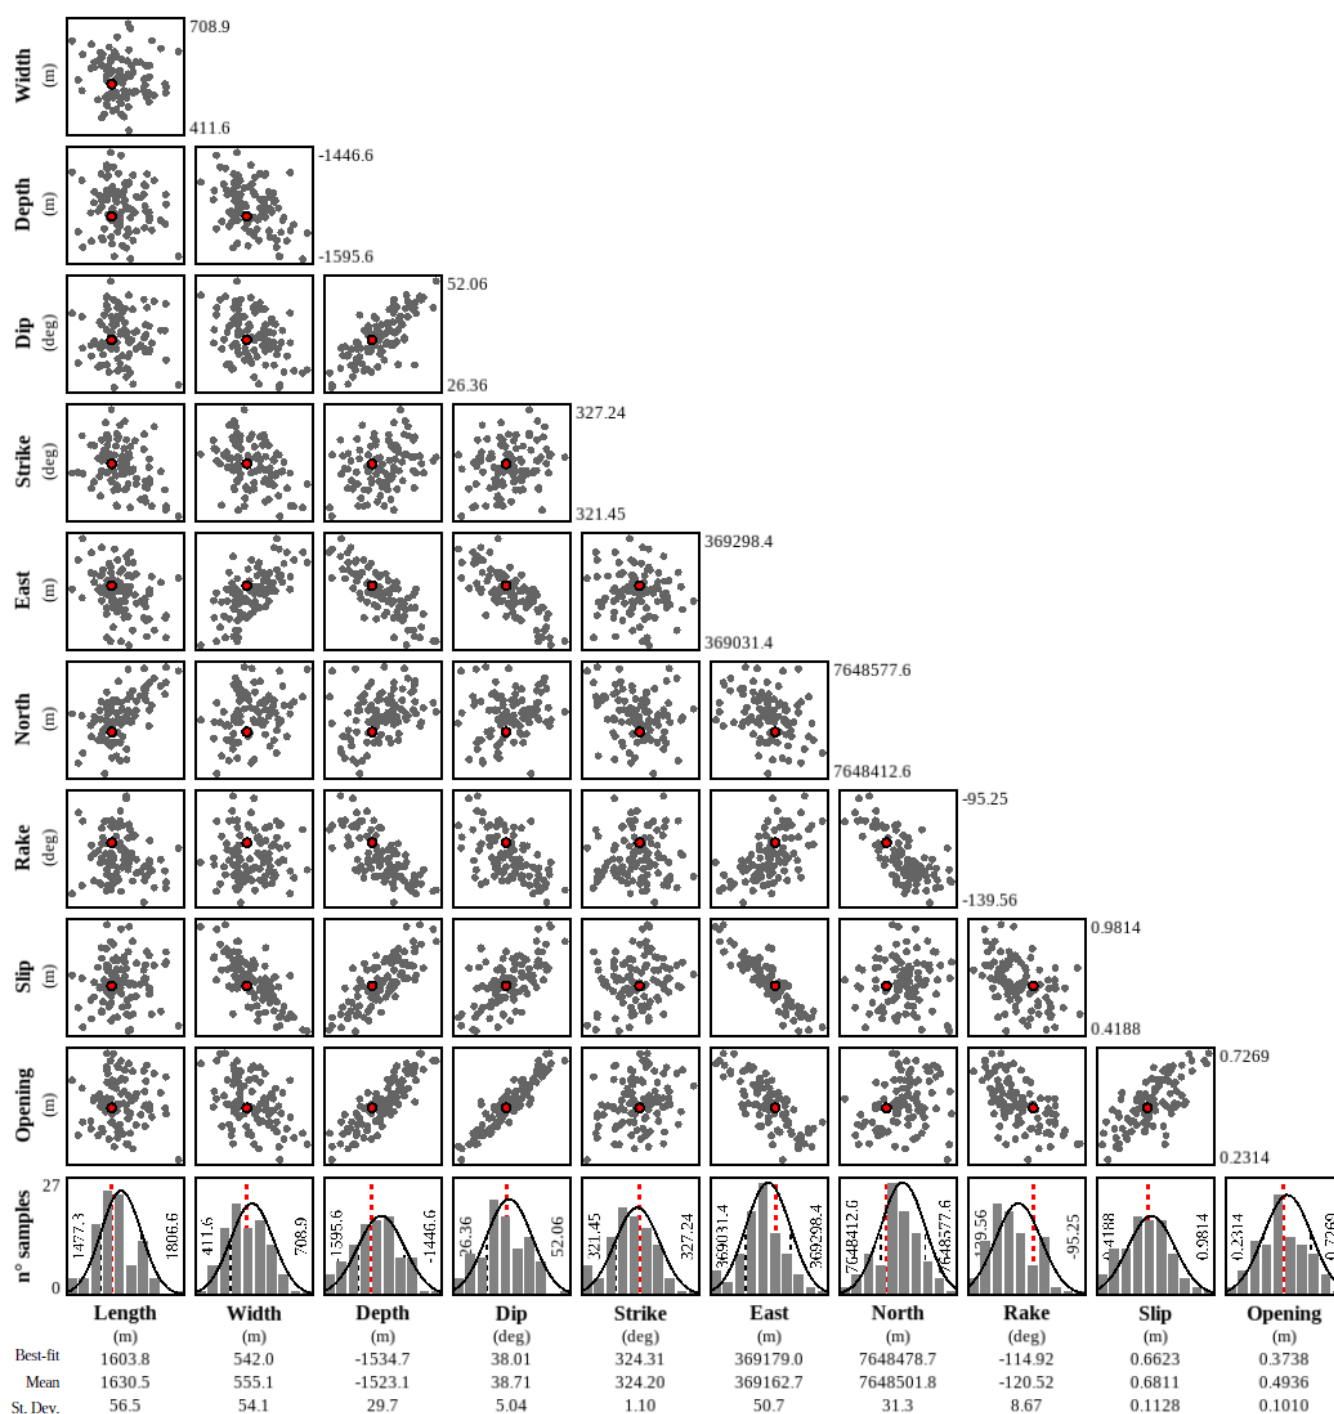 Width
(m)
708.9
411.6
Depth
(m)
-1446.6
-1595.6
Dip
(deg)
52.06
26.36
Strike
(deg)
327.24
321.45
East
(m)
369298.4
369031.4
North
(m)
7648577.6
7648412.6
Rake
(deg)
-95.25
-139.56
Slip
(m)
0.9814
0.4188
Opening
(m)
0.7269
0.2314
n° samples
27
0
1477.3 1806.6 411.6 708.9 -1595.6 -1446.6 26.36 52.06 321.45 327.24 369031.4 369298.4 7648412.6 7648577.6 -139.56 -95.25 0.4188 0.9814 0.2314 0.7269
Length Width Depth Dip Strike East North Rake Slip Opening
(m) (m) (m) (deg) (deg) (m) (m) (deg) (m) (m)
Best-fit 1603.8 542.0 -1534.7 38.01 324.31 369179.0 7648478.7 -114.92 0.6623 0.3738
Mean 1630.5 555.1 -1523.1 38.71 324.20 369162.7 7648501.8 -120.52 0.6811 0.4936
St. Dev. 56.5 54.1 29.7 5.04 1.10 50.7 31.3 8.67 0.1128 0.1010